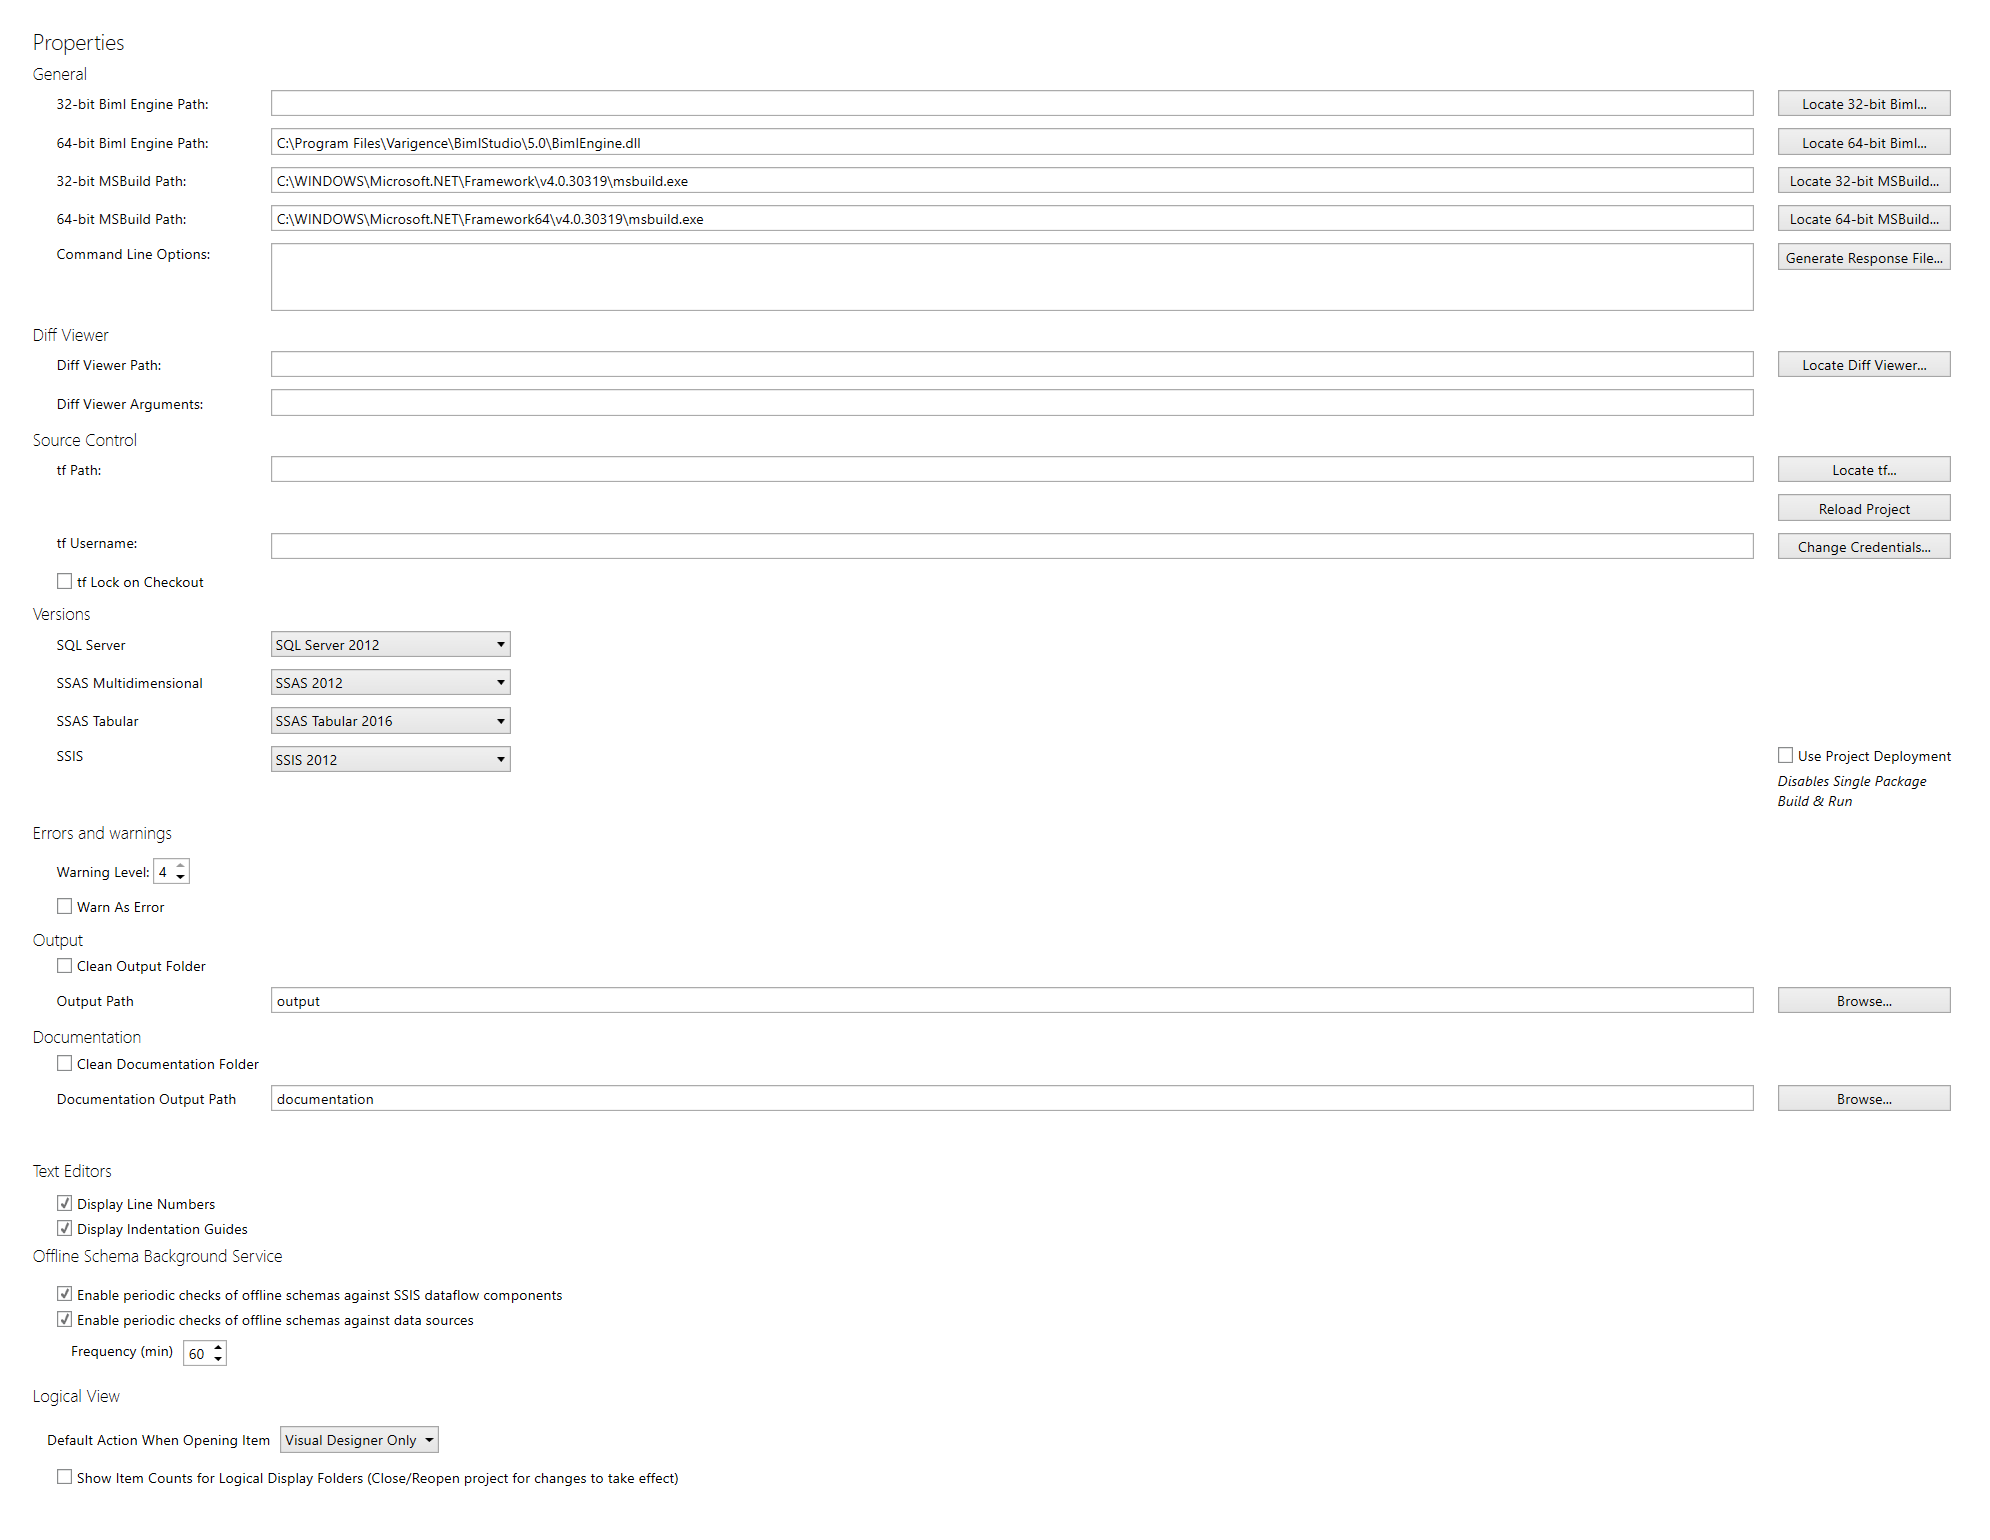 Properties
General
32-bit Biml Engine Path:
Locate 32-bit Biml...
64-bit Biml Engine Path:
C:\Program Files\Varigence\BimlStudio\5.0\BimlEngine.dll
Locate 64-bit Biml...
32-bit MSBuild Path:
C:\WINDOWS\Microsoft.NET\Framework\v4.0.30319\msbuild.exe
Locate 32-bit MSBuild...
64-bit MSBuild Path:
C:\WINDOWS\Microsoft.NET\Framework64\v4.0.30319\msbuild.exe
Locate 64-bit MSBuild...
Command Line Options:
Generate Response File...
Diff Viewer
Diff Viewer Path:
Locate Diff Viewer...
Diff Viewer Arguments:
Source Control
tf Path:
Locate tf...
Reload Project
tf Username:
Change Credentials...
tf Lock on Checkout
Versions
SQL Server
SQL Server 2012
SSAS Multidimensional
SSAS 2012
SSAS Tabular
SSAS Tabular 2016
SSIS
SSIS 2012
Use Project Deployment
Disables Single Package
Build & Run
Errors and warnings
Warning Level: 4
Warn As Error
Output
Clean Output Folder
Output Path
output
Browse...
Documentation
Clean Documentation Folder
Documentation Output Path
documentation
Browse...
Text Editors
Display Line Numbers
Display Indentation Guides
Offline Schema Background Service
Enable periodic checks of offline schemas against SSIS dataflow components
Enable periodic checks of offline schemas against data sources
Frequency (min) 60
Logical View
Default Action When Opening Item
Visual Designer Only
Show Item Counts for Logical Display Folders (Close/Reopen project for changes to take effect)